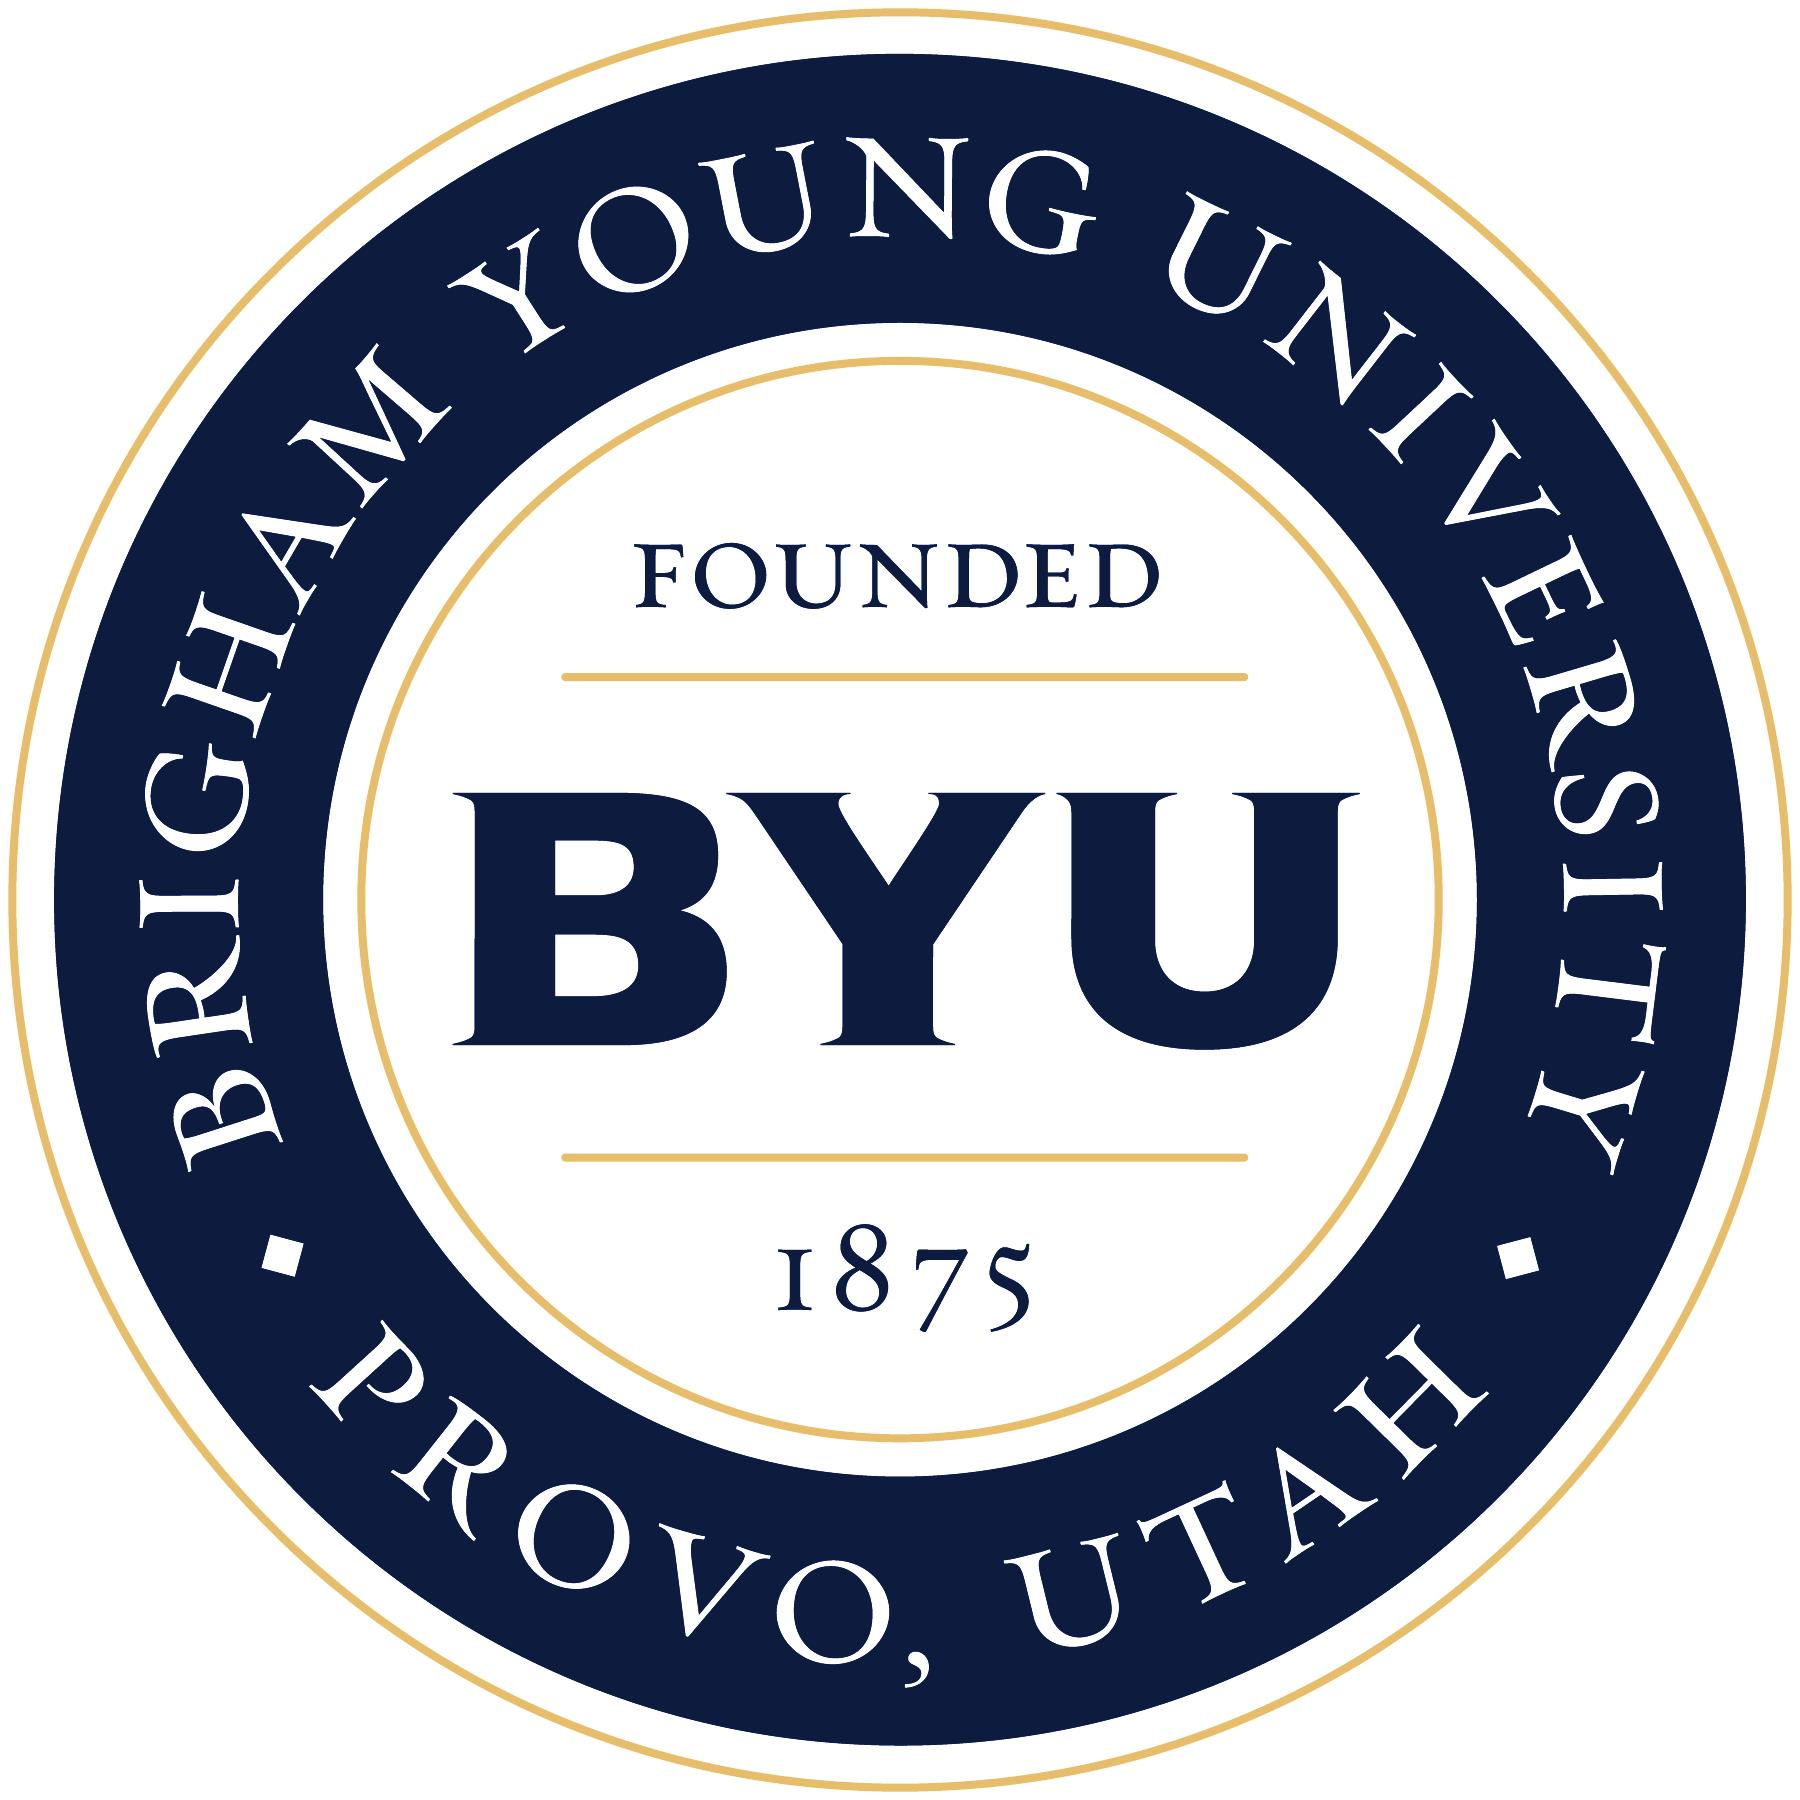 BRIGHAM YOUNG UNIVERSITY
FOUNDED
BYU
1875
PROVO, UTAH